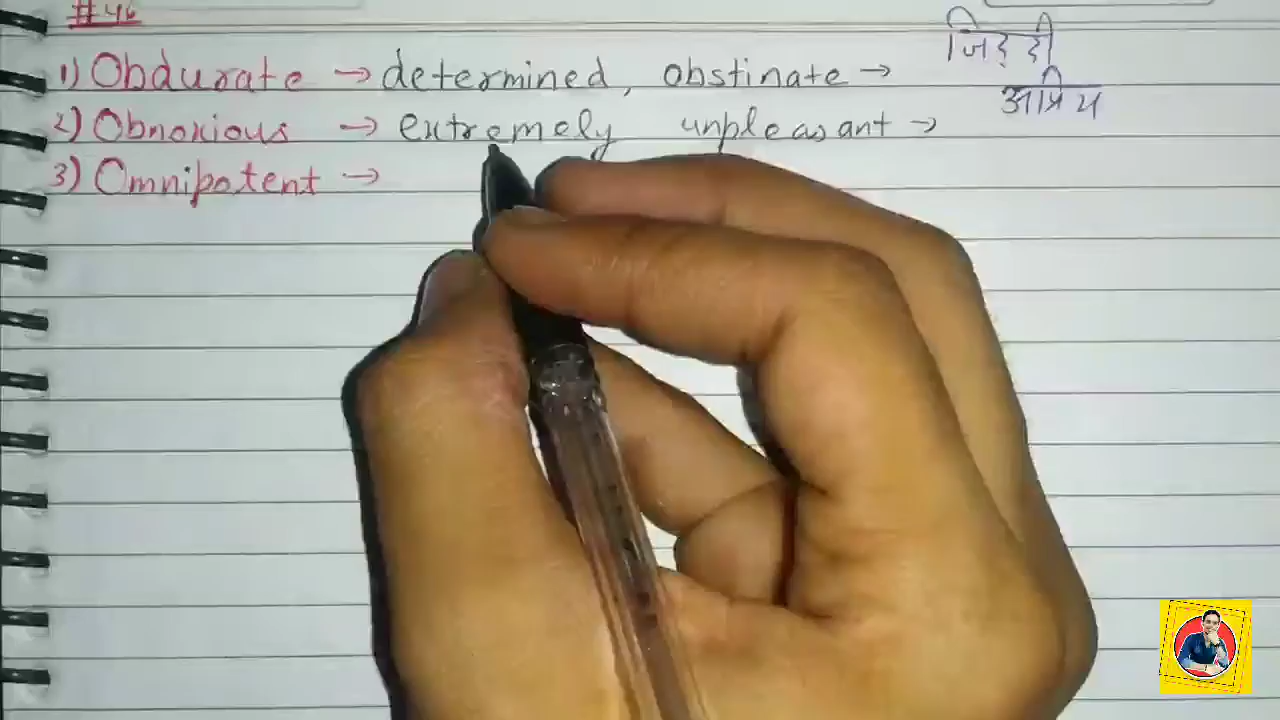 #46
1) Obdurate → determined, obstinate → जिद्दी
2) Obnoxious → extremely unpleasant → अप्रिय
3) Omnipotent →